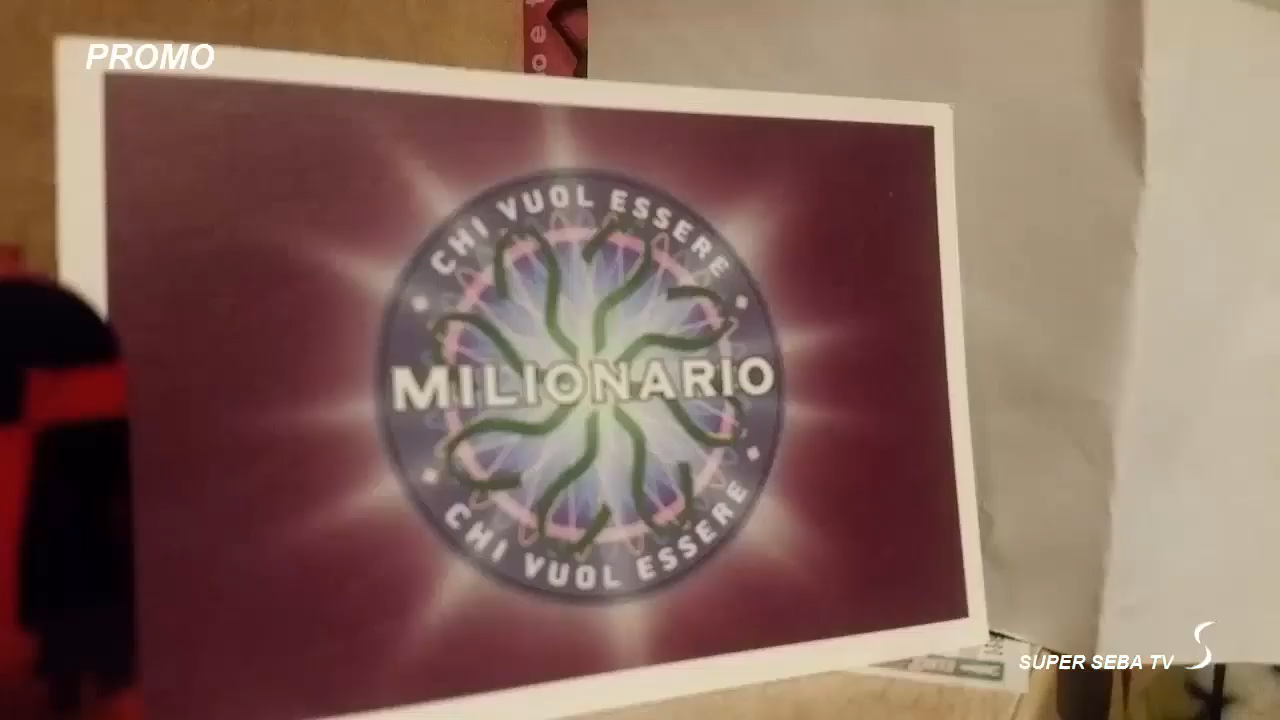 PROMO
CHI VUOL ESSERE
MILIONARIO
CHI VUOL ESSERE
SUPER SEBA TV